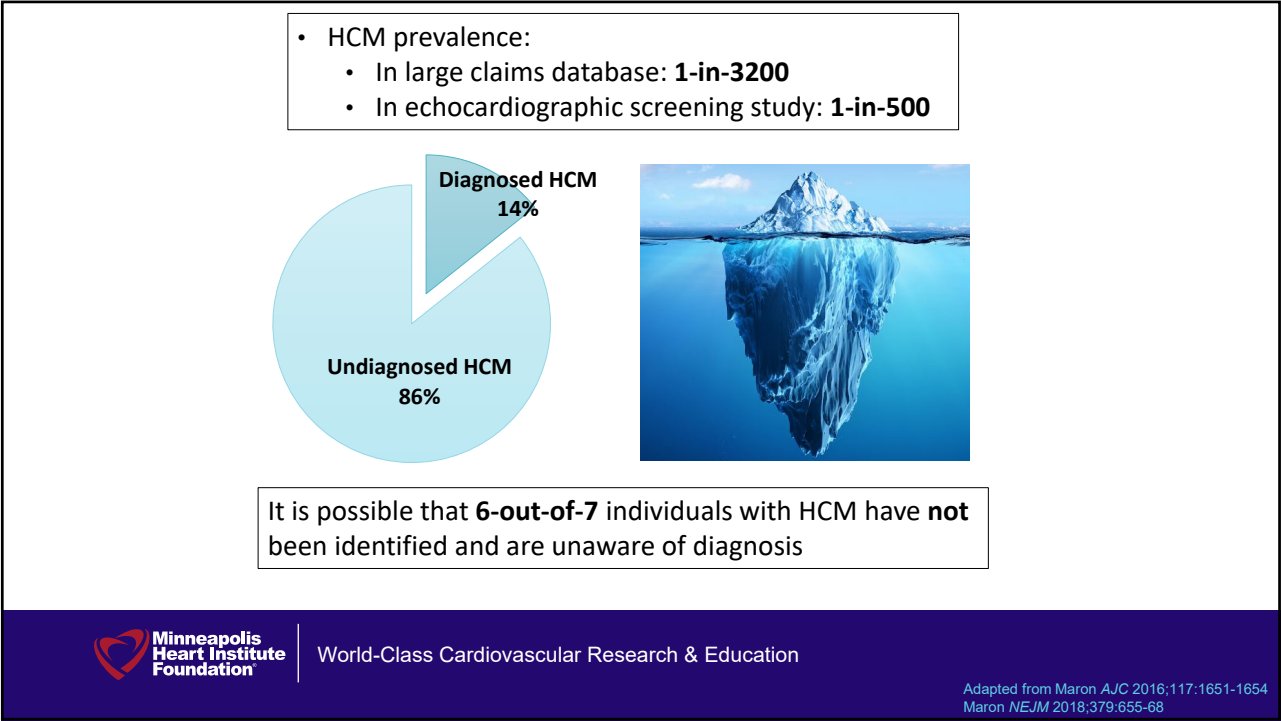 • HCM prevalence:
• In large claims database: 1-in-3200
• In echocardiographic screening study: 1-in-500
Diagnosed HCM
14%
Undiagnosed HCM
86%
It is possible that 6-out-of-7 individuals with HCM have not
been identified and are unaware of diagnosis
Minneapolis
Heart Institute
Foundation®
World-Class Cardiovascular Research & Education
Adapted from Maron AJC 2016;117:1651-1654
Maron NEJM 2018;379:655-68